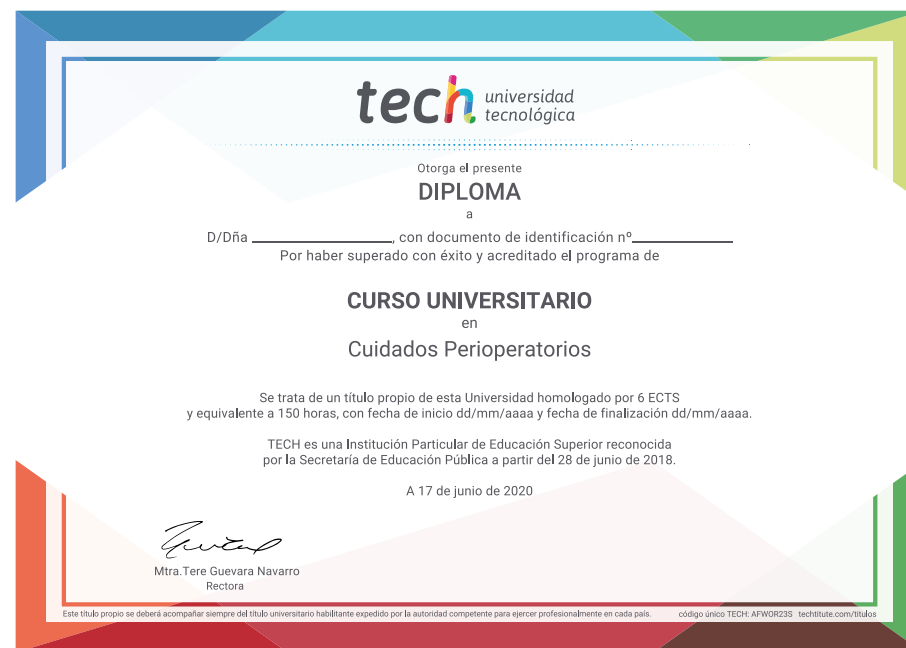 tech universidad
tecnológica
Otorga el presente
DIPLOMA
a
D/Dña ____________________, con documento de identificación nº______________
Por haber superado con éxito y acreditado el programa de
CURSO UNIVERSITARIO
en
Cuidados Perioperatorios
Se trata de un título propio de esta Universidad homologado por 6 ECTS
y equivalente a 150 horas, con fecha de inicio dd/mm/aaaa y fecha de finalización dd/mm/aaaa.
TECH es una Institución Particular de Educación Superior reconocida
por la Secretaría de Educación Pública a partir del 28 de junio de 2018.
A 17 de junio de 2020
Mtra.Tere Guevara Navarro
Rectora
Este título propio se deberá acompañar siempre del título universitario habilitante expedido por la autoridad competente para ejercer profesionalmente en cada país. código único TECH: AFWOR23S techtitute.com/titulos